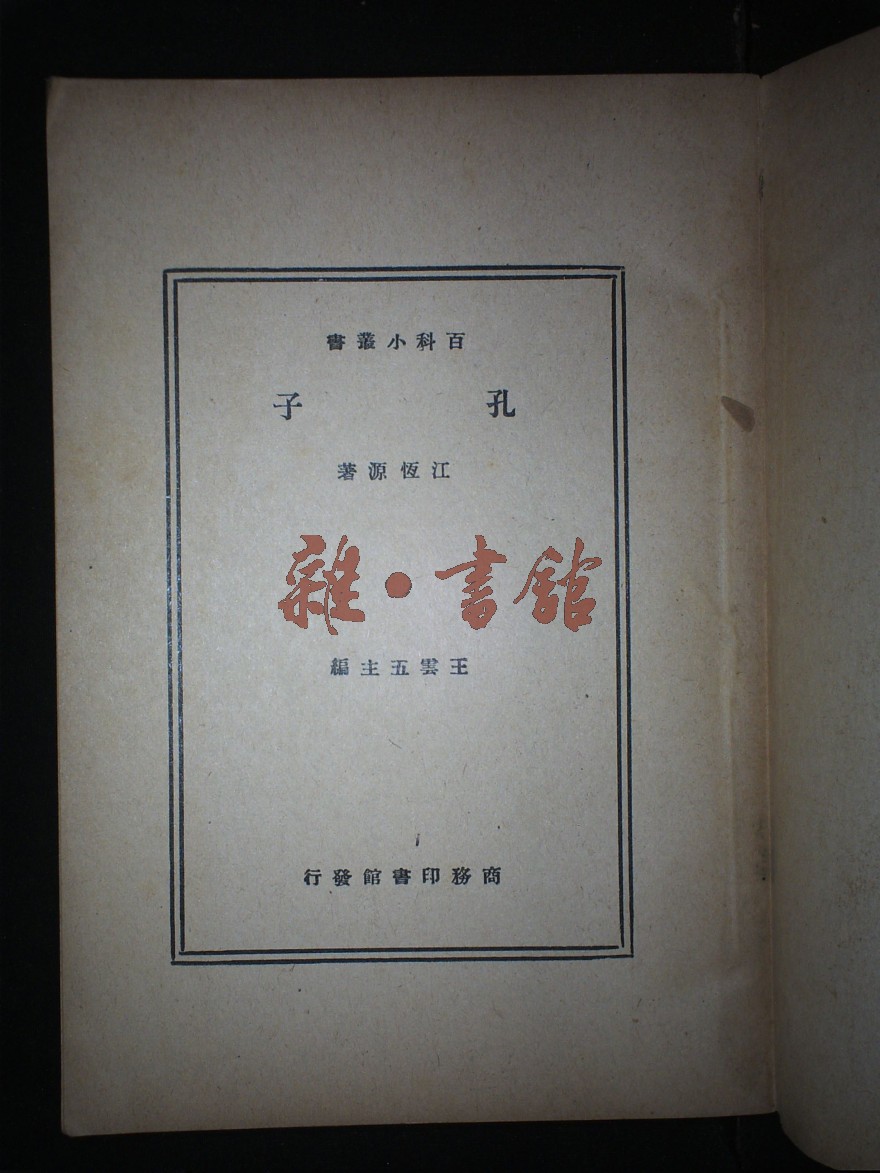 百科小叢書
孔子
江恆源著
雜·書館
王雲五主編
商務印書館發行